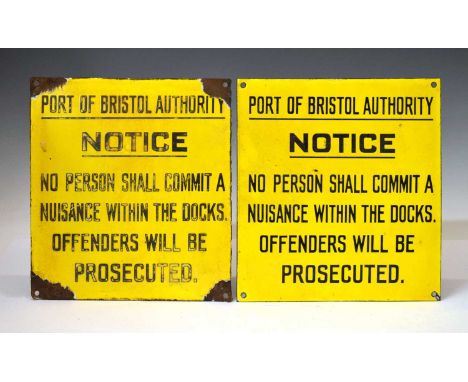 PORT OF BRISTOL AUTHORITY
NOTICE
NO PERSON SHALL COMMIT A
NUISANCE WITHIN THE DOCKS.
OFFENDERS WILL BE
PROSECUTED.
PORT OF BRISTOL AUTHORITY
NOTICE
NO PERSON SHALL COMMIT A
NUISANCE WITHIN THE DOCKS.
OFFENDERS WILL BE
PROSECUTED.